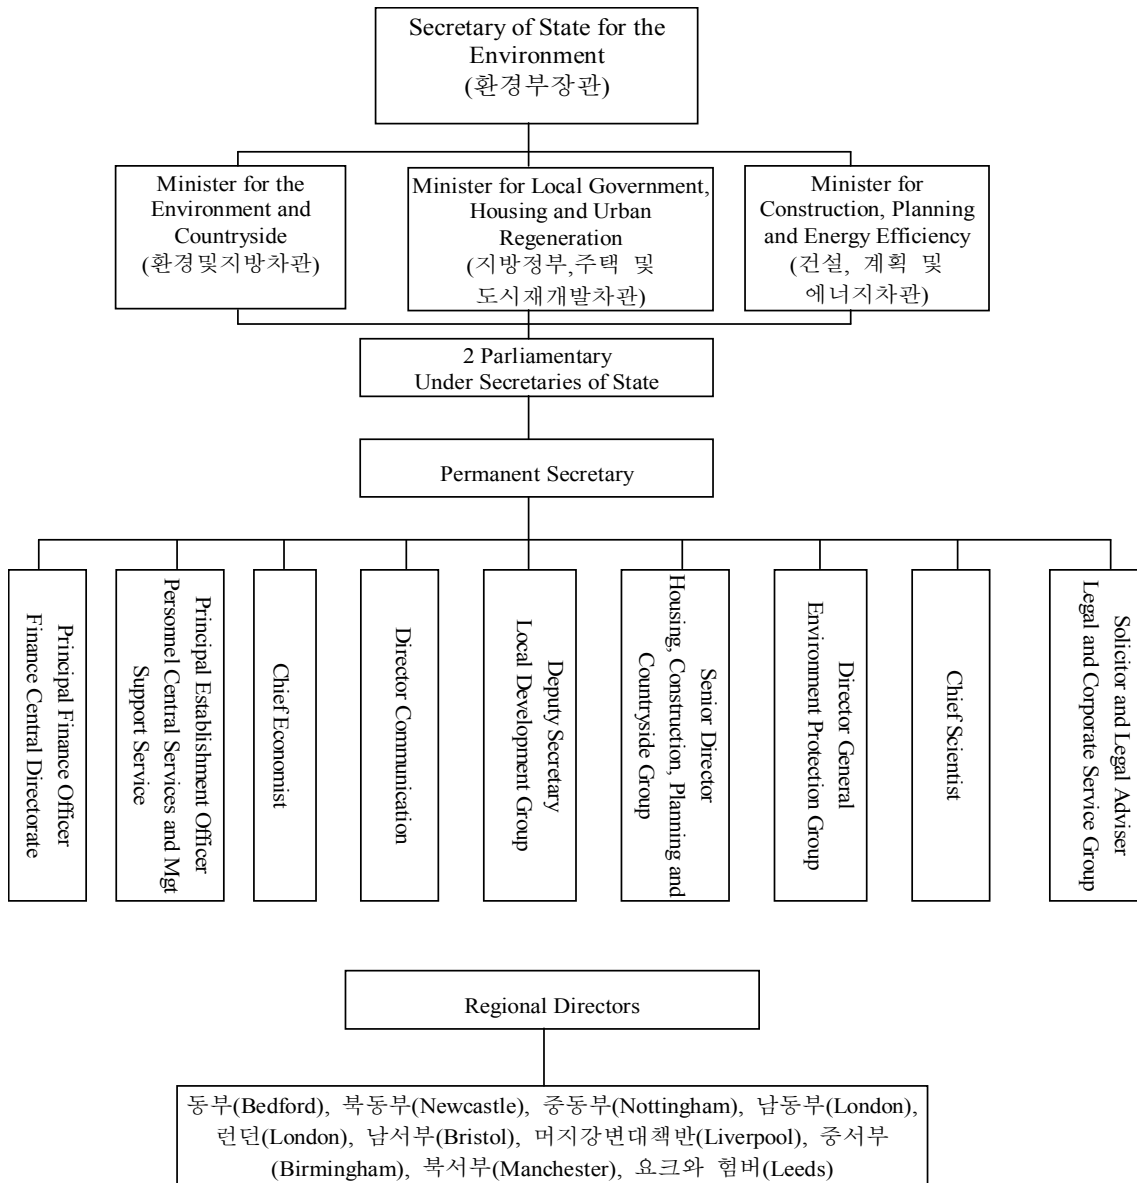 Secretary of State for the
Environment
(환경부장관)
Minister for the
Environment and
Countryside
(환경및지방차관)
Minister for Local Government,
Housing and Urban
Regeneration
(지방정부,주택 및
도시재개발차관)
Minister for
Construction, Planning
and Energy Efficiency
(건설, 계획 및
에너지차관)
2 Parliamentary
Under Secretaries of State
Permanent Secretary
Principal Finance Officer
Finance Central Directorate
Principal Establishment Officer
Personnel Central Services and Mgt
Support Service
Chief Economist
Director Communication
Deputy Secretary
Local Development Group
Senior Director
Housing, Construction, Planning and
Countryside Group
Director General
Environment Protection Group
Chief Scientist
Solicitor and Legal Adviser
Legal and Corporate Service Group
Regional Directors
동부(Bedford), 북동부(Newcastle), 중동부(Nottingham), 남동부(London),
런던(London), 남서부(Bristol), 머지강변대책반(Liverpool), 중서부
(Birmingham), 북서부(Manchester), 요크와 험버(Leeds)